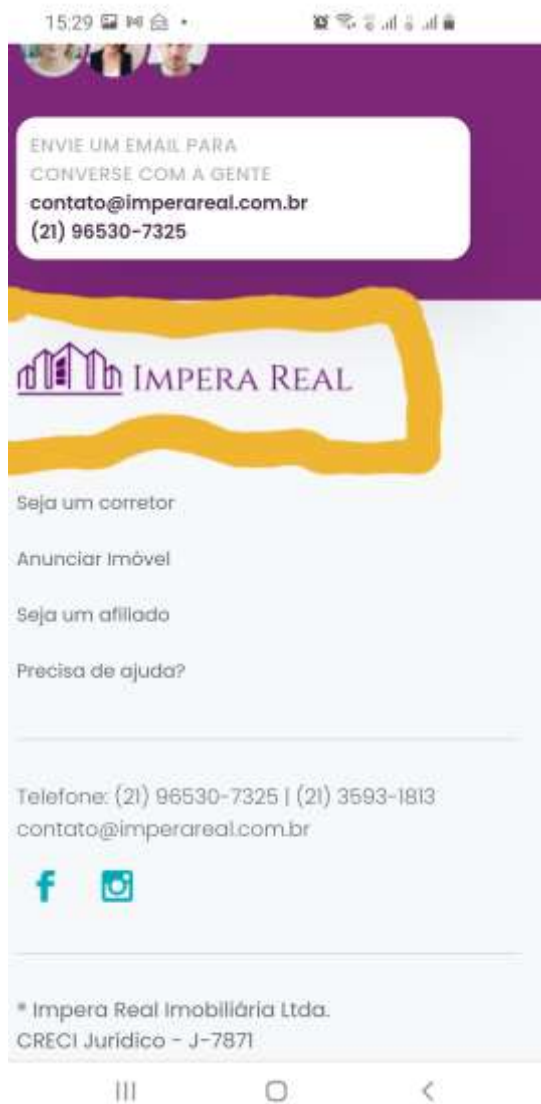 15:29
ENVIE UM EMAIL PARA
CONVERSE COM A GENTE
contato@imperareal.com.br
(21) 96530-7325
IMPERA REAL
Seja um corretor
Anunciar Imóvel
Seja um afiliado
Precisa de ajuda?
Telefone: (21) 96530-7325 | (21) 3593-1813
contato@imperareal.com.br
* Impera Real Imobiliária Ltda.
CRECI Jurídico - J-7871